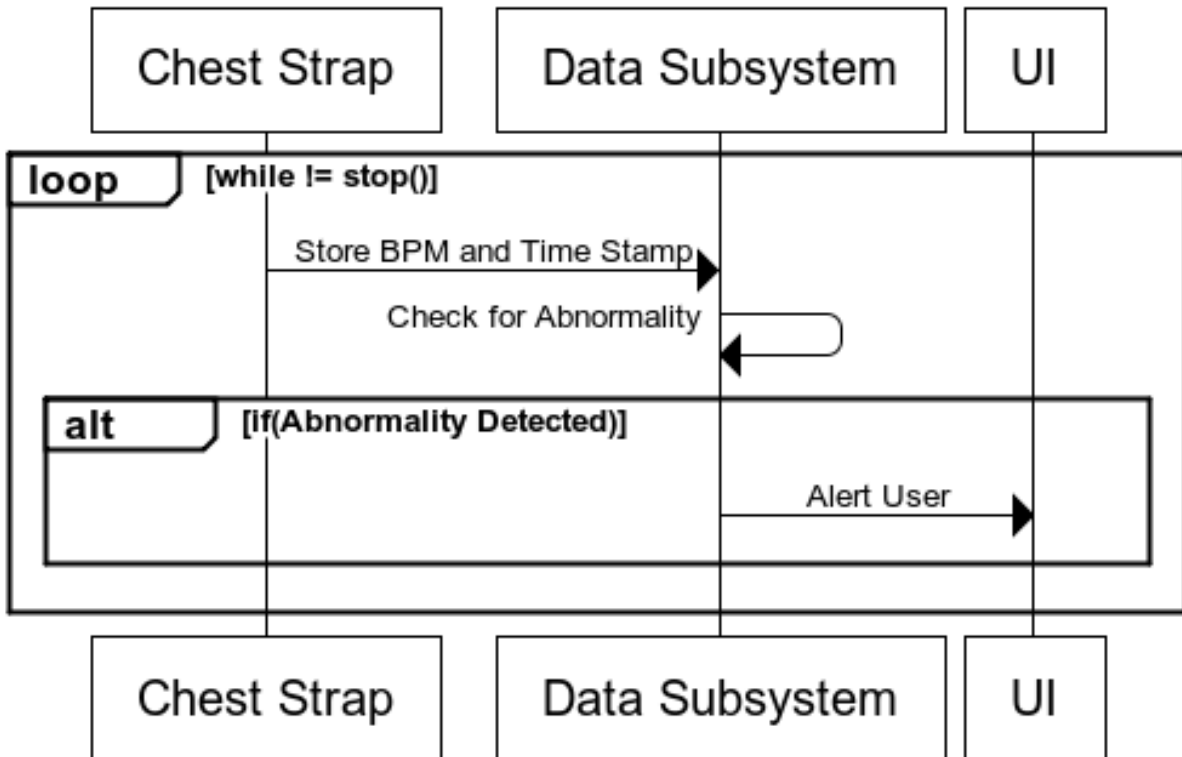 Chest Strap
Data Subsystem
UI
loop
[while != stop()]
Store BPM and Time Stamp
Check for Abnormality
alt
[if(Abnormality Detected)]
Alert User
Chest Strap
Data Subsystem
UI